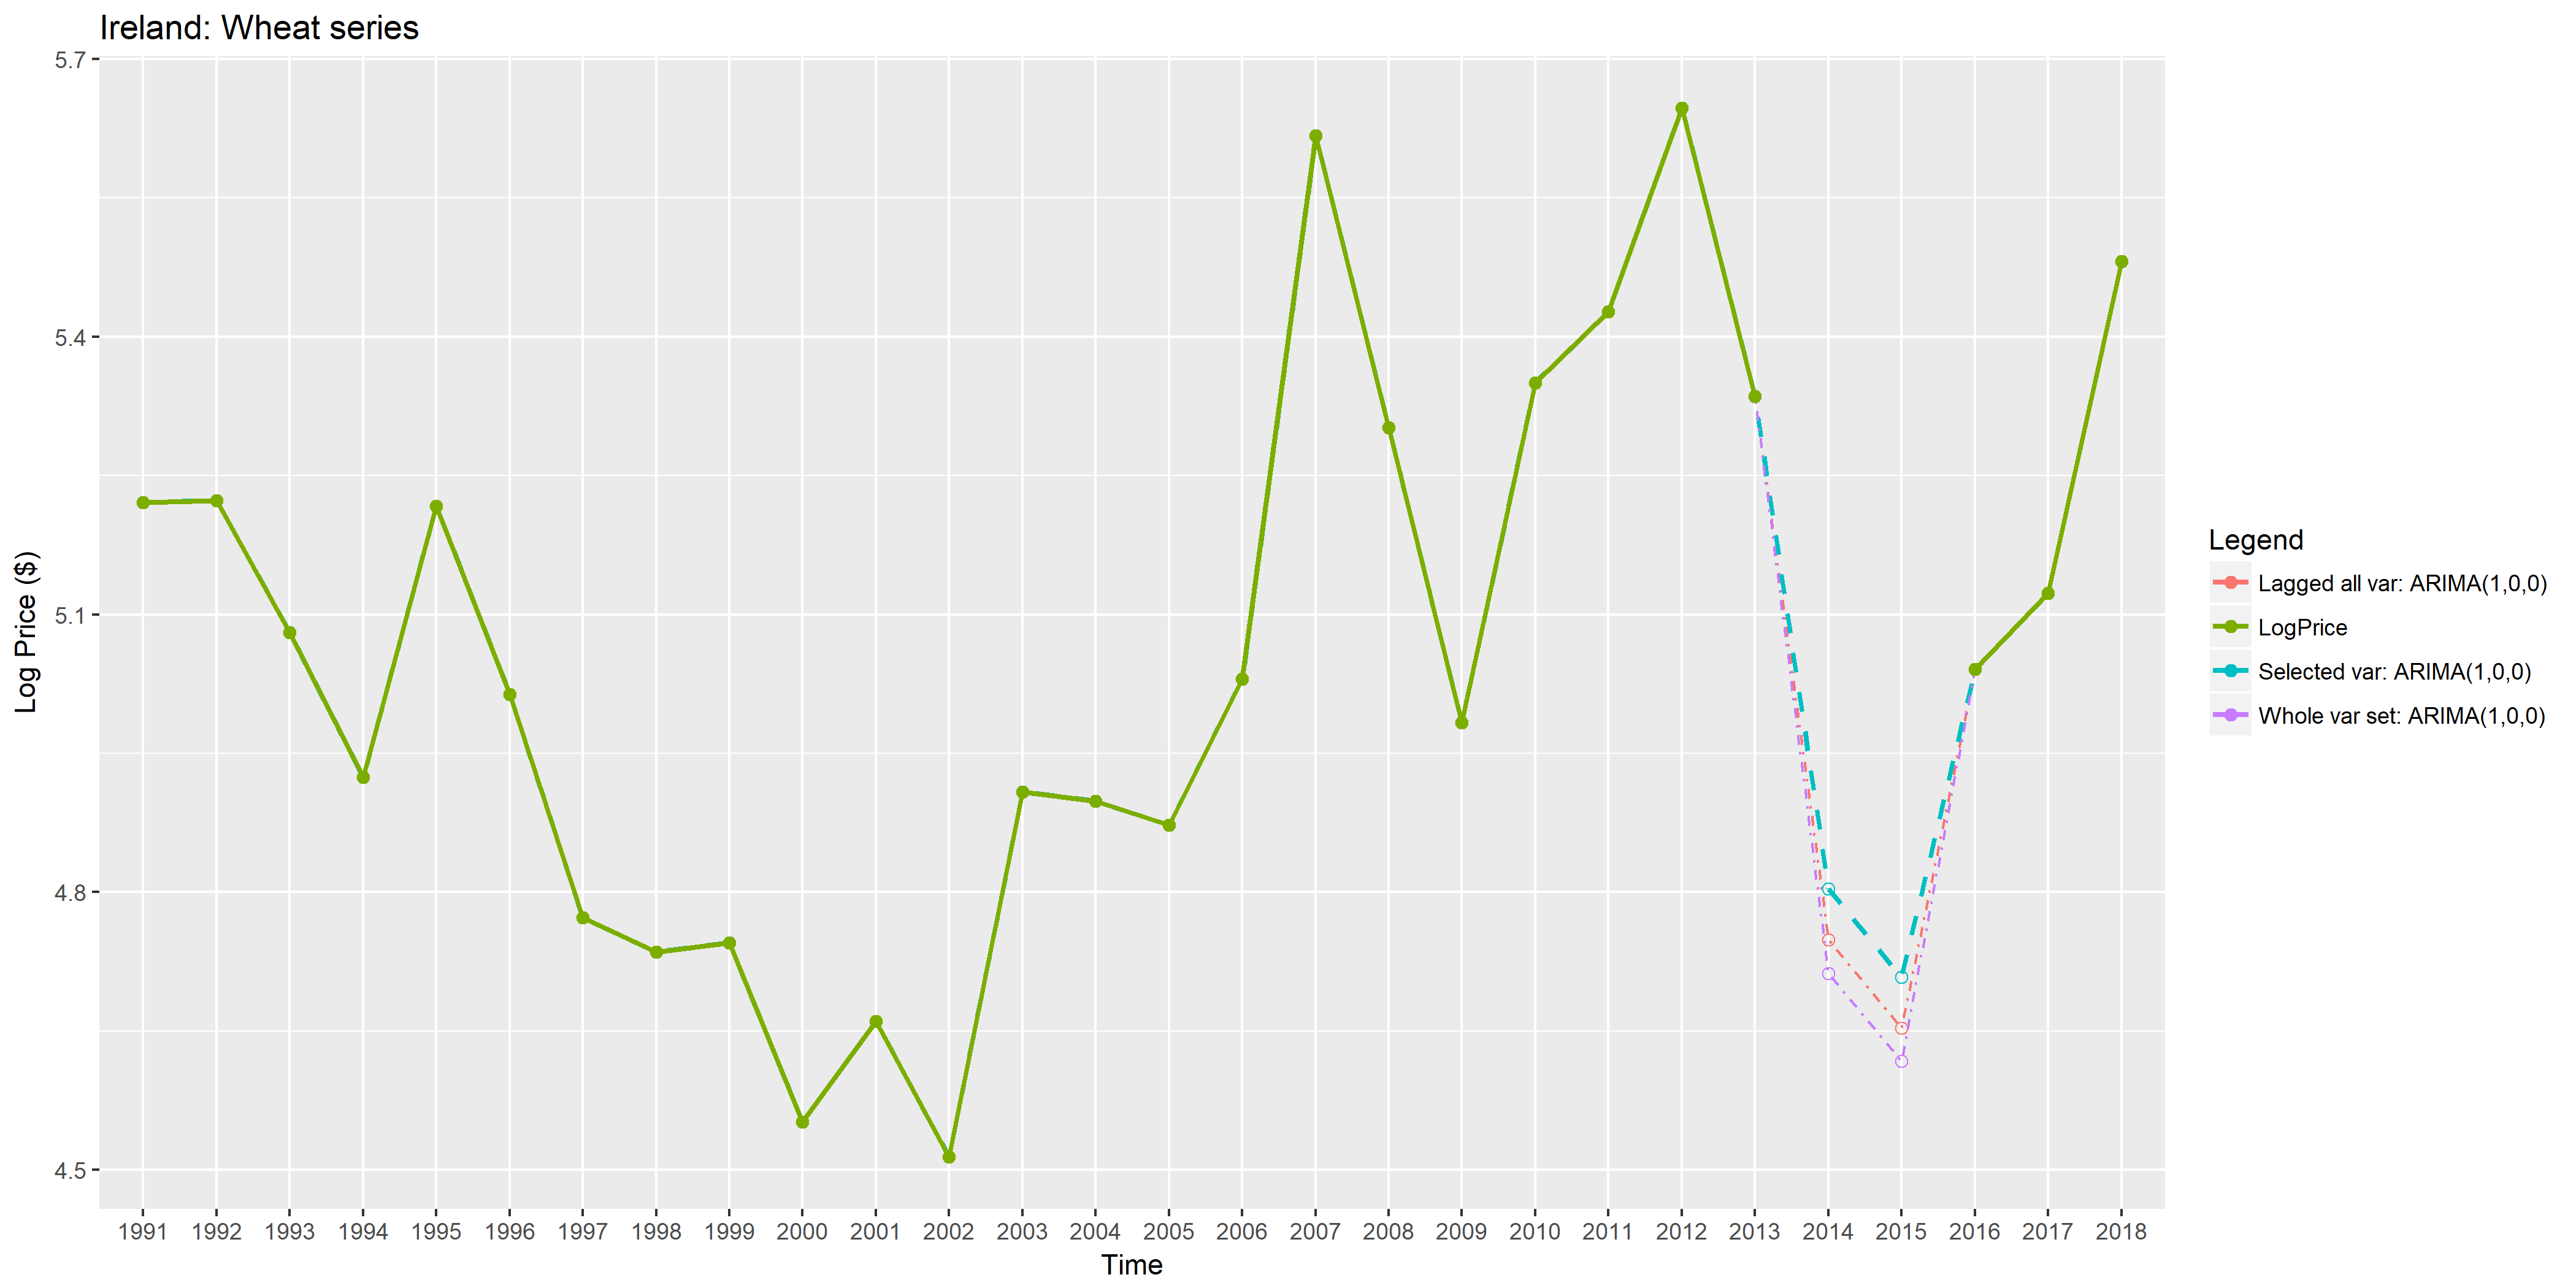 Ireland: Wheat series
5.7
5.4
5.1
4.8
4.5
Log Price ($)
1991 1992 1993 1994 1995 1996 1997 1998 1999 2000 2001 2002 2003 2004 2005 2006 2007 2008 2009 2010 2011 2012 2013 2014 2015 2016 2017 2018
Time
Legend
Lagged all var: ARIMA(1,0,0)
LogPrice
Selected var: ARIMA(1,0,0)
Whole var set: ARIMA(1,0,0)